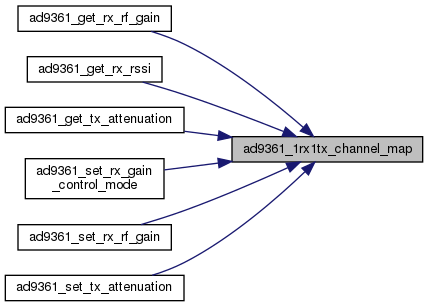 ad9361_get_rx_rf_gain
ad9361_get_rx_rssi
ad9361_get_tx_attenuation
ad9361_1rx1tx_channel_map
ad9361_set_rx_gain
_control_mode
ad9361_set_rx_rf_gain
ad9361_set_tx_attenuation